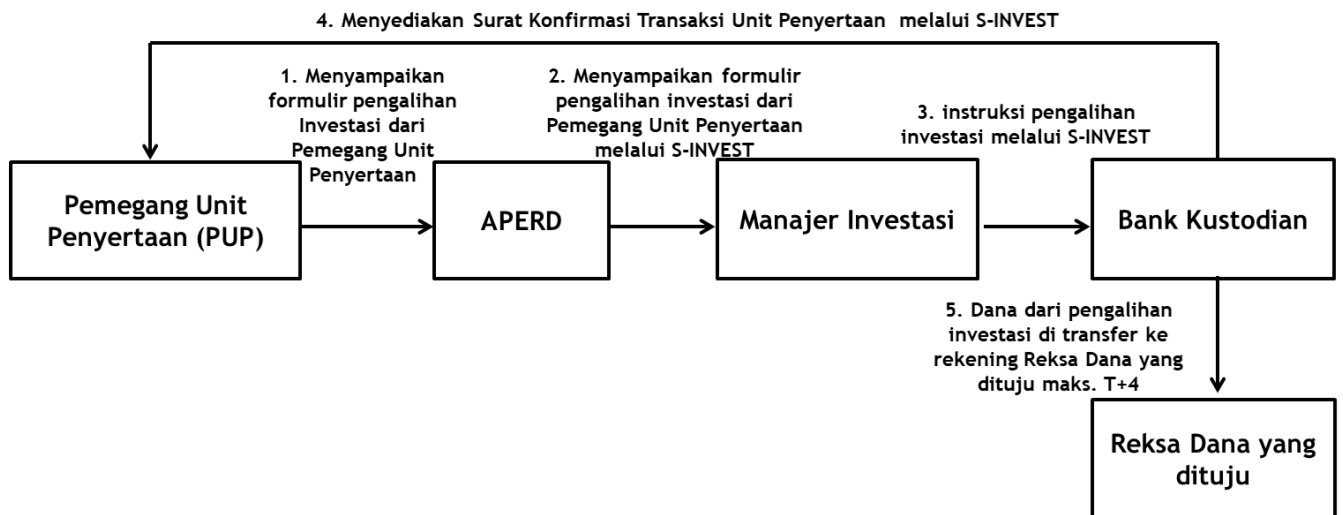 4. Menyediakan Surat Konfirmasi Transaksi Unit Penyertaan melalui S-INVEST
1. Menyampaikan
formulir pengalihan
Investasi dari
Pemegang Unit
Penyertaan
2. Menyampaikan formulir
pengalihan investasi dari
Pemegang Unit Penyertaan
melalui S-INVEST
3. instruksi pengalihan
investasi melalui S-INVEST
Pemegang Unit
Penyertaan (PUP)
APERD
Manajer Investasi
Bank Kustodian
5. Dana dari pengalihan
investasi di transfer ke
rekening Reksa Dana yang
dituju maks. T+4
Reksa Dana yang
dituju